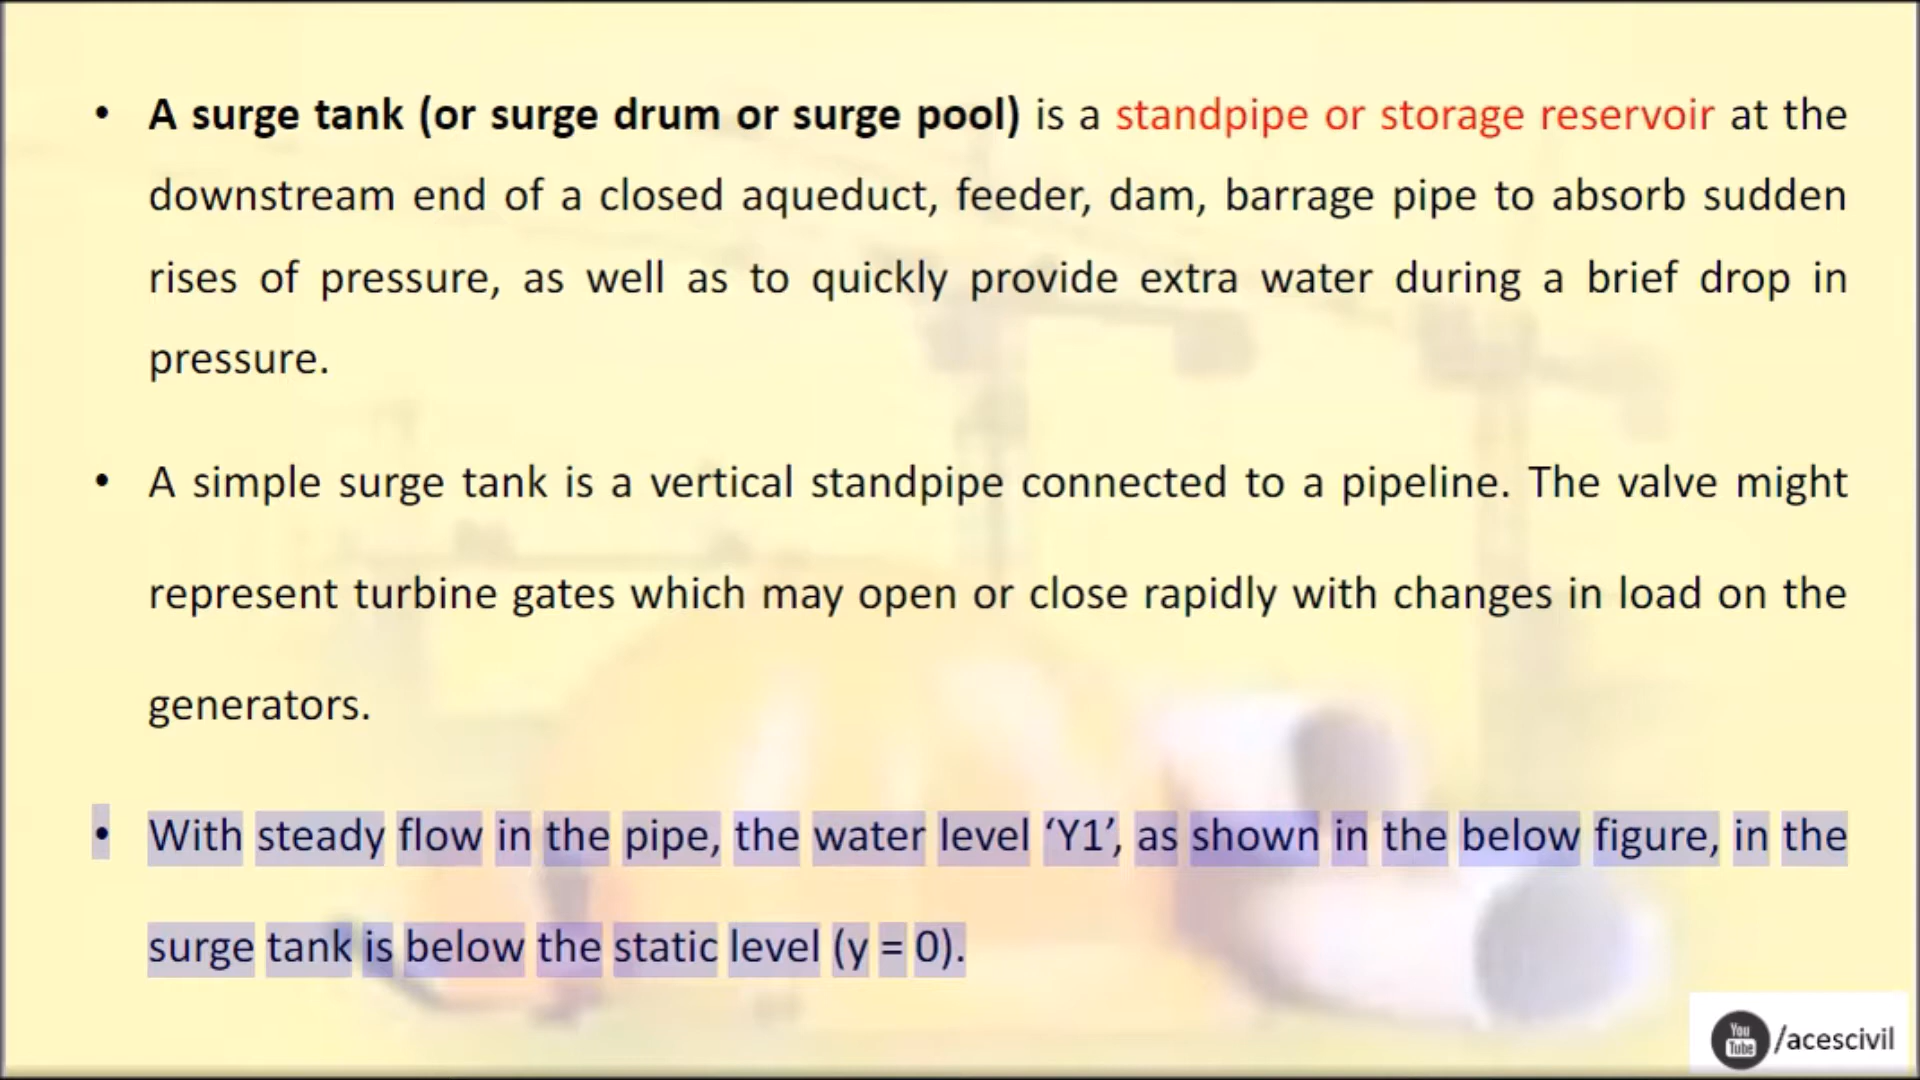 • A surge tank (or surge drum or surge pool) is a standpipe or storage reservoir at the
downstream end of a closed aqueduct, feeder, dam, barrage pipe to absorb sudden
rises of pressure, as well as to quickly provide extra water during a brief drop in
pressure.
• A simple surge tank is a vertical standpipe connected to a pipeline. The valve might
represent turbine gates which may open or close rapidly with changes in load on the
generators.
• With steady flow in the pipe, the water level ‘Y1’, as shown in the below figure, in the
surge tank is below the static level (y = 0).
You
Tube /acescivil